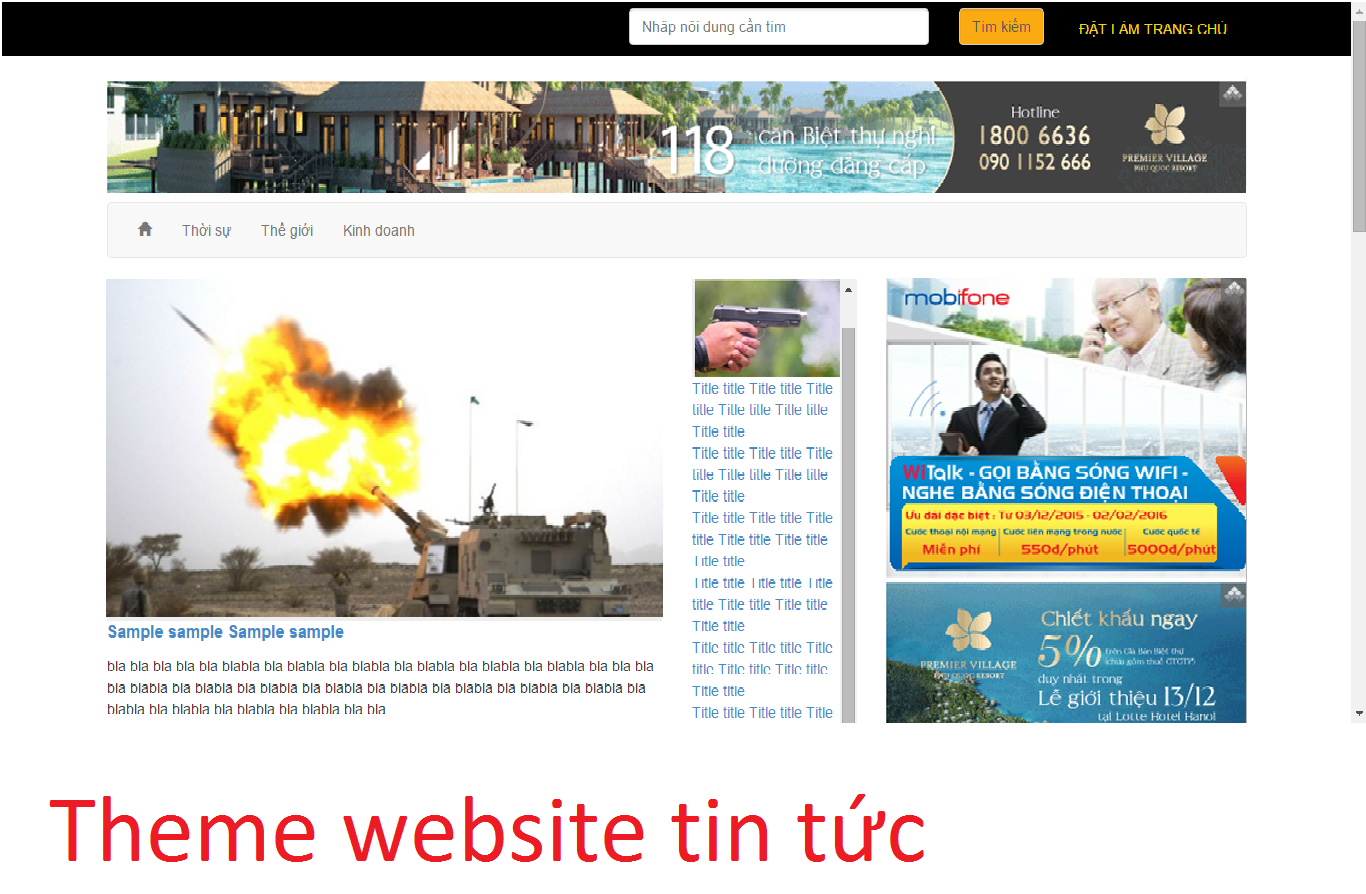 Nhập nội dung cần tìm
Tìm kiếm
ĐẶT LÀM TRANG CHỦ
118 căn Biệt thự nghỉ
dưỡng đẳng cấp
Hotline
1800 6636
090 1152 666
PREMIER VILLAGE
PHU QUOC RESORT
Thời sự
Thế giới
Kinh doanh
Sample sample Sample sample
bla bla bla bla bla blabla bla blabla bla blabla bla blabla bla blabla bla blabla bla bla bla
bla blabla bla blabla bla blabla bla blabla bla blabla bla blabla bla blabla bla blabla bla
blabla bla blabla bla blabla bla blabla bla bla
Title title Title title Title
title Title title Title title
Title title
Title title Title title Title
title Title title Title title
Title title
Title title Title title Title
title Title title Title title
Title title
Title title Title title Title
title Title title Title title
Title title
Title title Title title Title
title Title title Title title
Title title
Title title Title title Title
mobifone
WiTalk - GỌI BẰNG SÓNG WIFI -
NGHE BẰNG SÓNG ĐIỆN THOẠI
Ưu đãi đặc biệt : Từ 03/12/2015 - 02/02/2016
Cước thoại nội mạng
Cước liên mạng trong nước
Cước quốc tế
Miễn phí
550đ/phút
5000đ/phút
PREMIER VILLAGE
PHU QUOC RESORT
Chiết khấu ngay
5% trên Giá Bán Biệt thự
(chưa gồm thuế GTGT)*
duy nhất trong
Lễ giới thiệu 13/12
tại Lotte Hotel Hanoi
Theme website tin tức